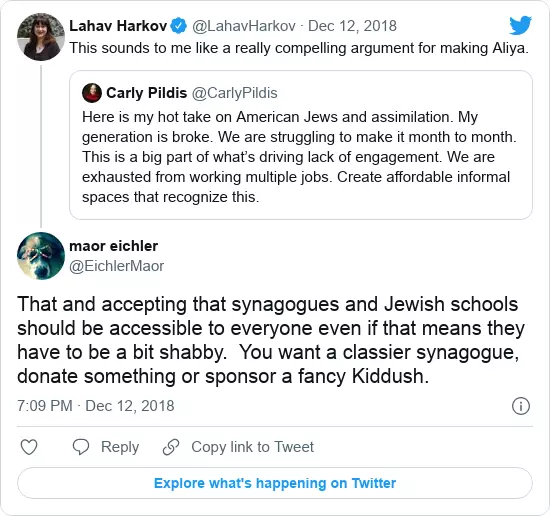 Lahav Harkov @LahavHarkov · Dec 12, 2018
This sounds to me like a really compelling argument for making Aliya.
Carly Pildis @CarlyPildis
Here is my hot take on American Jews and assimilation. My
generation is broke. We are struggling to make it month to month.
This is a big part of what's driving lack of engagement. We are
exhausted from working multiple jobs. Create affordable informal
spaces that recognize this.
maor eichler
@EichlerMaor
That and accepting that synagogues and Jewish schools
should be accessible to everyone even if that means they
have to be a bit shabby.  You want a classier synagogue,
donate something or sponsor a fancy Kiddush.
7:09 PM · Dec 12, 2018
Reply Copy link to Tweet
Explore what's happening on Twitter